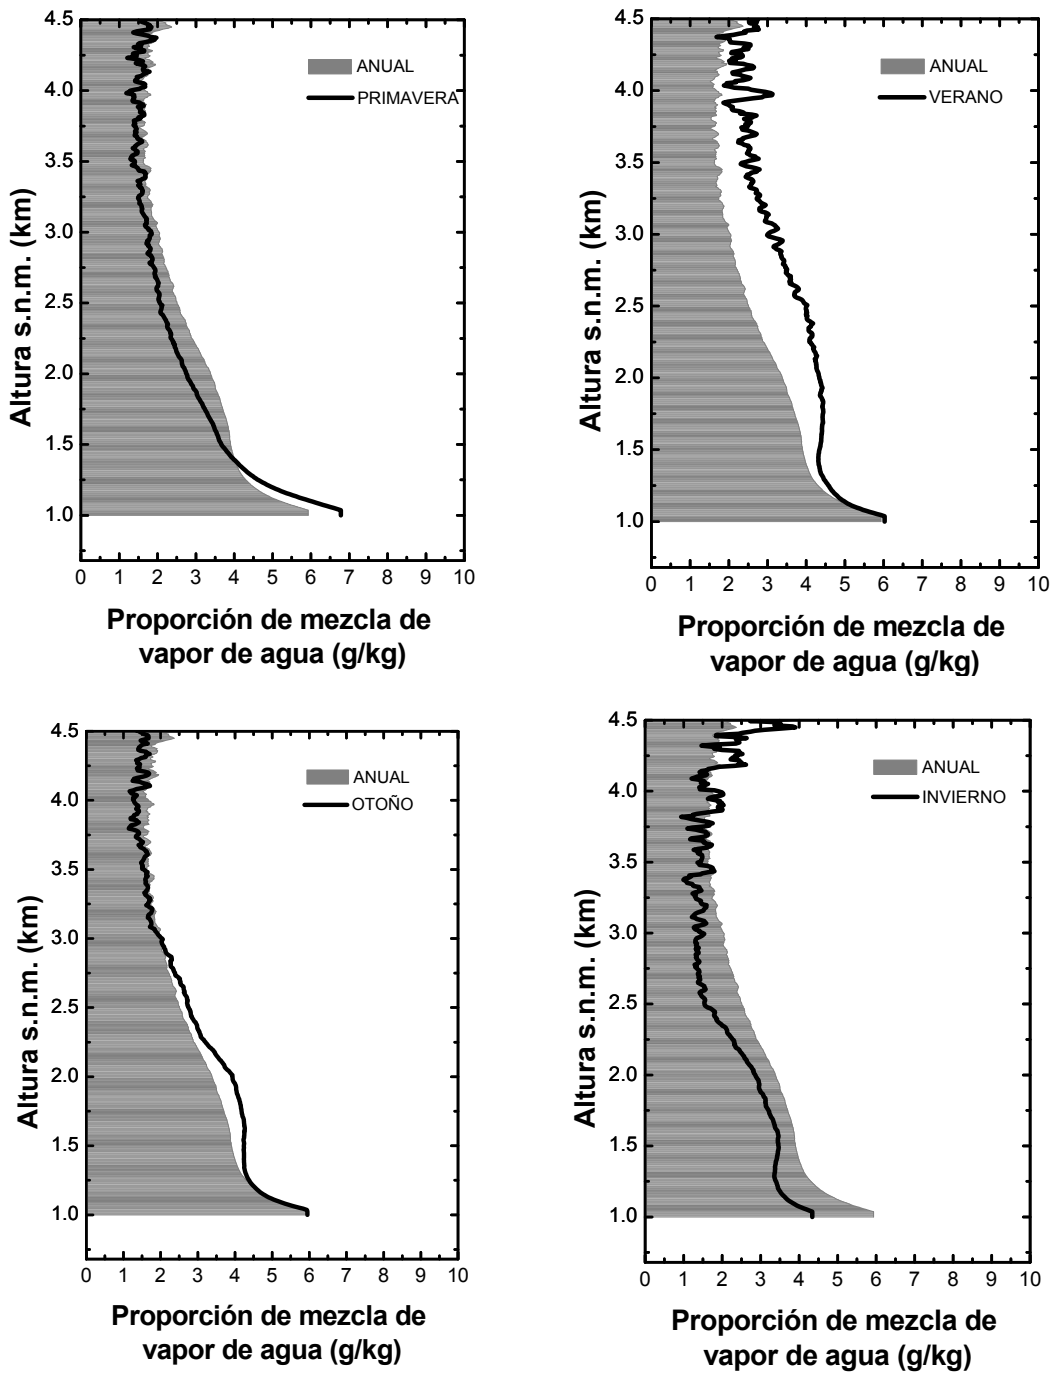 4.5
4.0
3.5
3.0
2.5
2.0
1.5
1.0
Altura s.n.m. (km)
ANUAL
PRIMAVERA
0 1 2 3 4 5 6 7 8 9 10
Proporción de mezcla de
vapor de agua (g/kg)
4.5
4.0
3.5
3.0
2.5
2.0
1.5
1.0
Altura s.n.m. (km)
ANUAL
VERANO
0 1 2 3 4 5 6 7 8 9 10
Proporción de mezcla de
vapor de agua (g/kg)
4.5
4.0
3.5
3.0
2.5
2.0
1.5
1.0
Altura s.n.m. (km)
ANUAL
OTOÑO
0 1 2 3 4 5 6 7 8 9 10
Proporción de mezcla de
vapor de agua (g/kg)
4.5
4.0
3.5
3.0
2.5
2.0
1.5
1.0
Altura s.n.m. (km)
ANUAL
INVIERNO
0 1 2 3 4 5 6 7 8 9 10
Proporción de mezcla de
vapor de agua (g/kg)